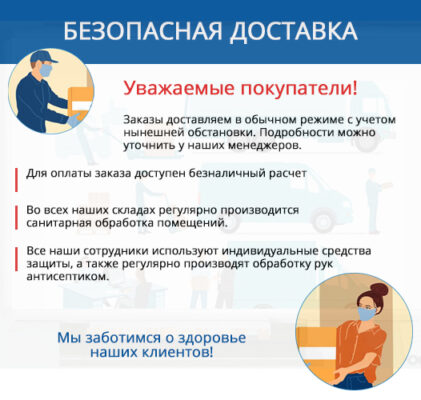 БЕЗОПАСНАЯ ДОСТАВКА
Уважаемые покупатели!
Заказы доставляем в обычном режиме с учетом
нынешней обстановки. Подробности можно
уточнить у наших менеджеров.
Для оплаты заказа доступен безналичный расчет
Во всех наших складах регулярно производится
санитарная обработка помещений.
Все наши сотрудники используют индивидуальные средства
защиты, а также регулярно производят обработку рук
антисептиком.
Мы заботимся о здоровье
наших клиентов!